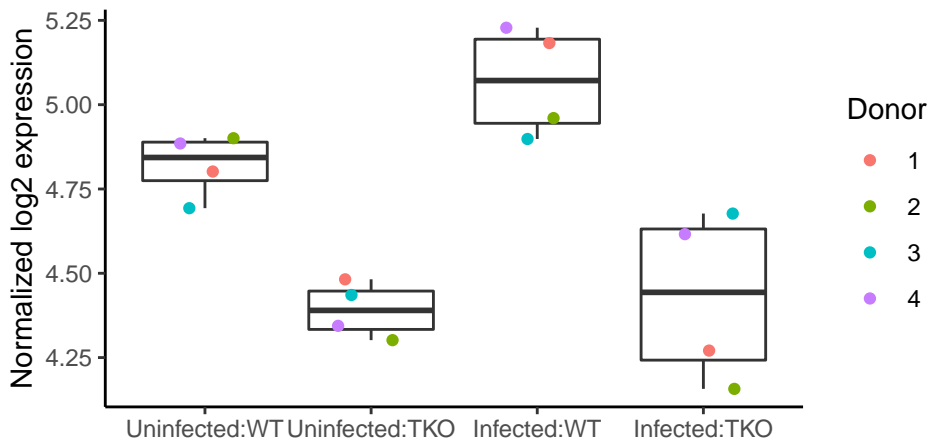 Normalized log2 expression
5.25
5.00
4.75
4.50
4.25
Uninfected:WT
Uninfected:TKO
Infected:WT
Infected:TKO
Donor
1
2
3
4